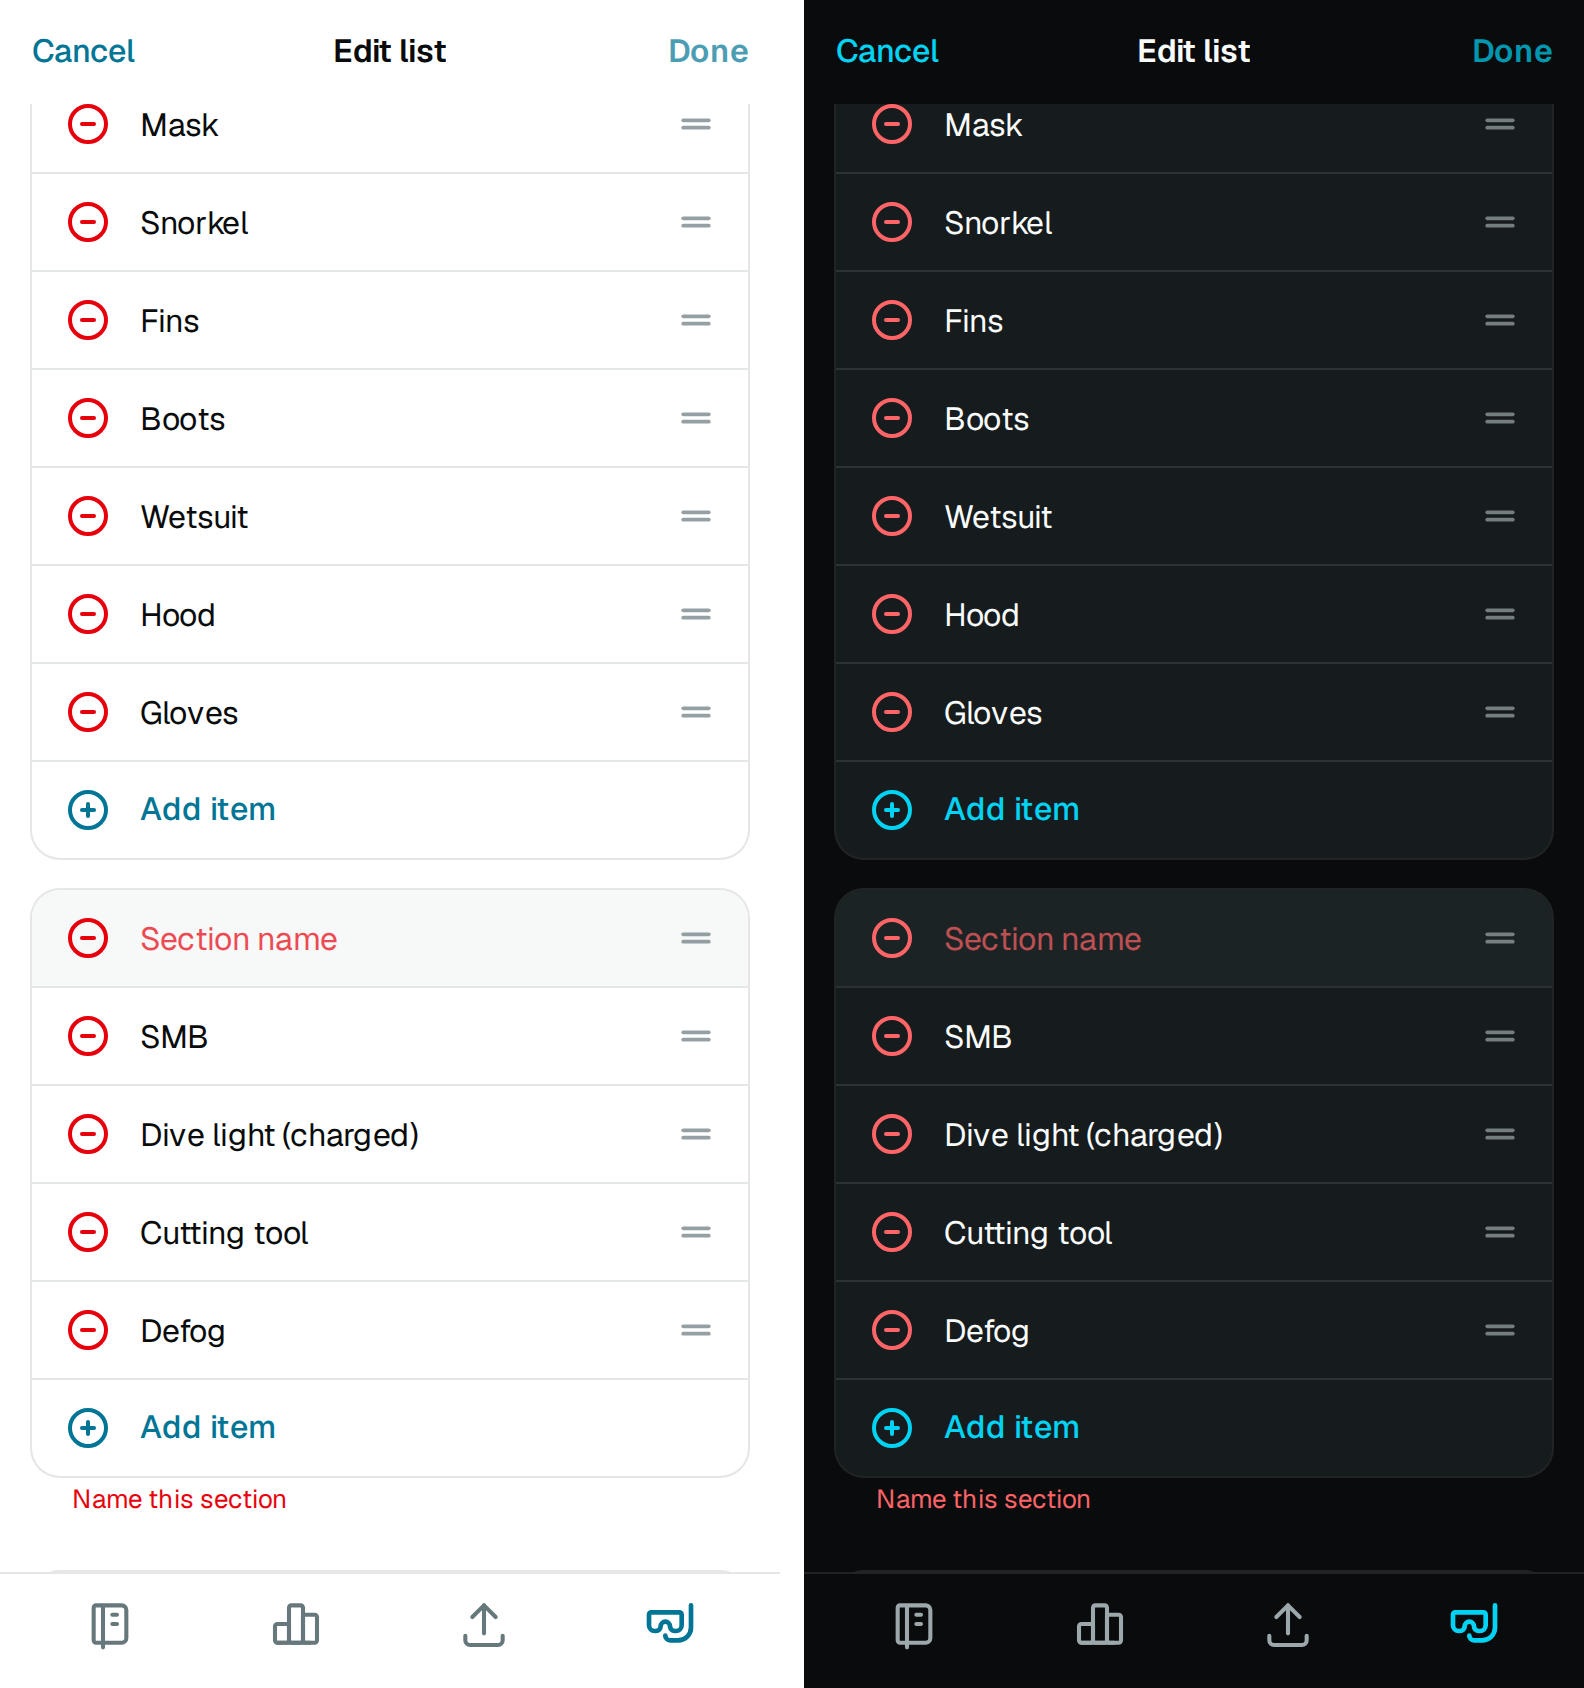 Cancel Edit list Done
Mask
Snorkel
Fins
Boots
Wetsuit
Hood
Gloves
Add item
Section name
SMB
Dive light (charged)
Cutting tool
Defog
Add item
Name this section
Cancel Edit list Done
Mask
Snorkel
Fins
Boots
Wetsuit
Hood
Gloves
Add item
Section name
SMB
Dive light (charged)
Cutting tool
Defog
Add item
Name this section